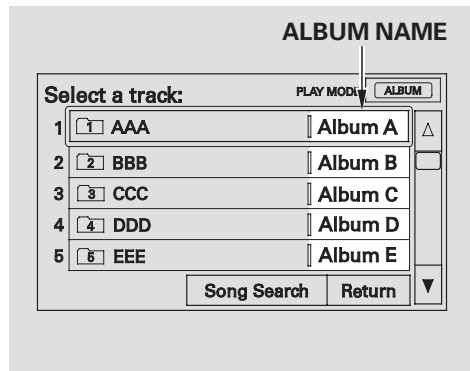 ALBUM NAME
Select a track: PLAY MODE ALBUM
1 1 AAA Album A
2 2 BBB Album B
3 3 CCC Album C
4 4 DDD Album D
5 5 EEE Album E
Song Search Return